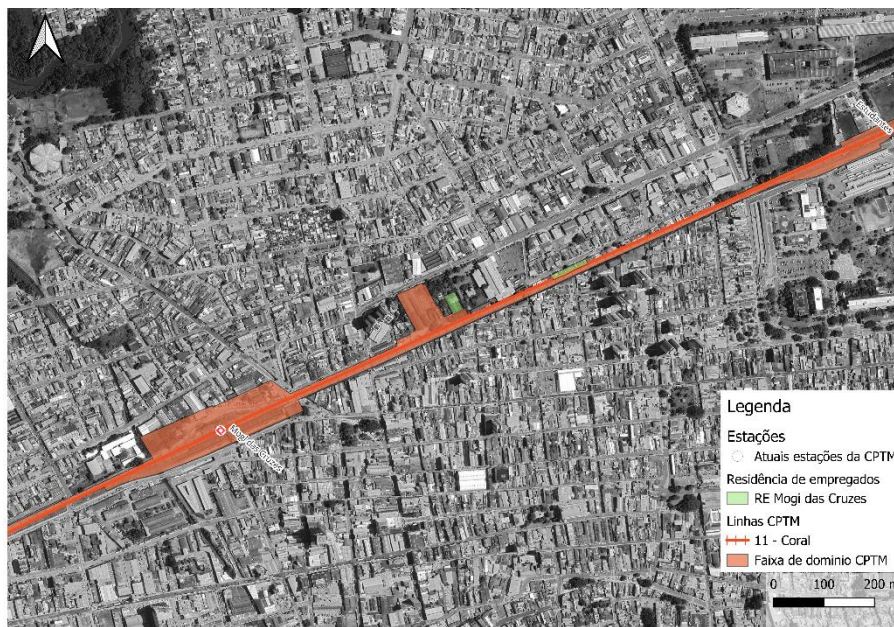 Estudantes
Mogi das Cruzes
Legenda
Estações
Atuais estações da CPTM
Residência de empregados
RE Mogi das Cruzes
Linhas CPTM
11 - Coral
Faixa de dominio CPTM
0 100 200 m